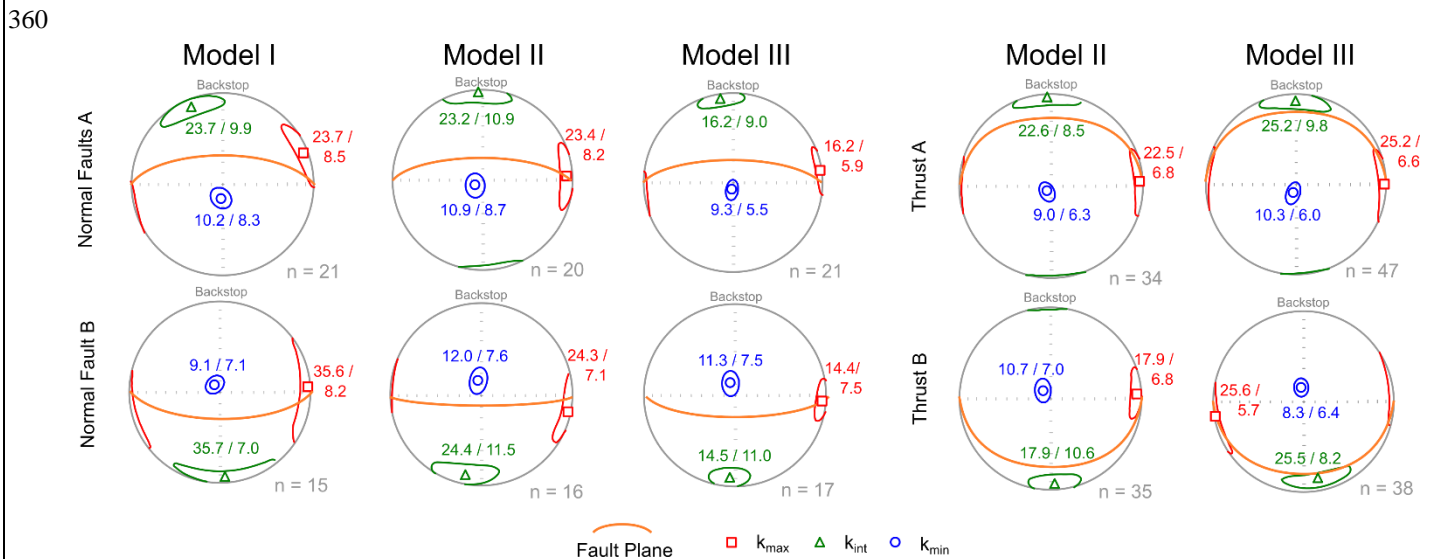 360
Model I
Model II
Model III
Model II
Model III
Normal Faults A
Backstop
23.7 / 9.9
23.7 /
8.5
10.2 / 8.3
n = 21
Backstop
23.2 / 10.9
23.4 /
8.2
10.9 / 8.7
n = 20
Backstop
16.2 / 9.0
16.2 /
5.9
9.3 / 5.5
n = 21
Thrust A
Backstop
22.6 / 8.5
22.5 /
6.8
9.0 / 6.3
n = 34
Backstop
25.2 / 9.8
25.2 /
6.6
10.3 / 6.0
n = 47
Normal Fault B
Backstop
9.1 / 7.1
35.6 /
8.2
35.7 / 7.0
n = 15
Backstop
12.0 / 7.6
24.3 /
7.1
24.4 / 11.5
n = 16
Backstop
11.3 / 7.5
14.4/
7.5
14.5 / 11.0
n = 17
Thrust B
Backstop
10.7 / 7.0
17.9 /
6.8
17.9 / 10.6
n = 35
Backstop
25.6 /
5.7
8.3 / 6.4
25.5 / 8.2
n = 38
Fault Plane
kmax
kint
kmin